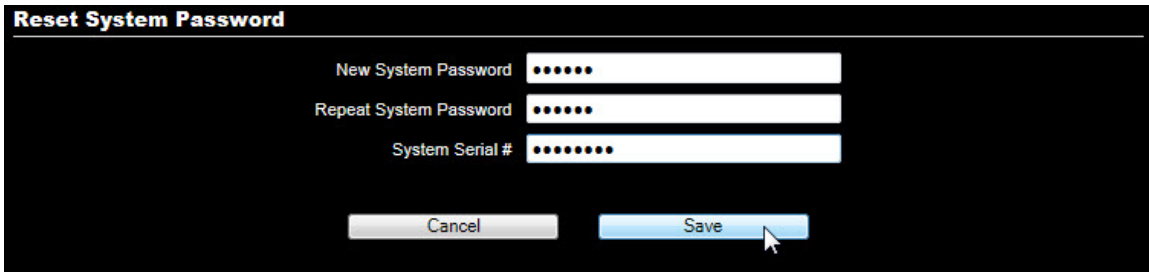 Reset System Password
New System Password ••••••
Repeat System Password ••••••
System Serial # ••••••••
Cancel Save